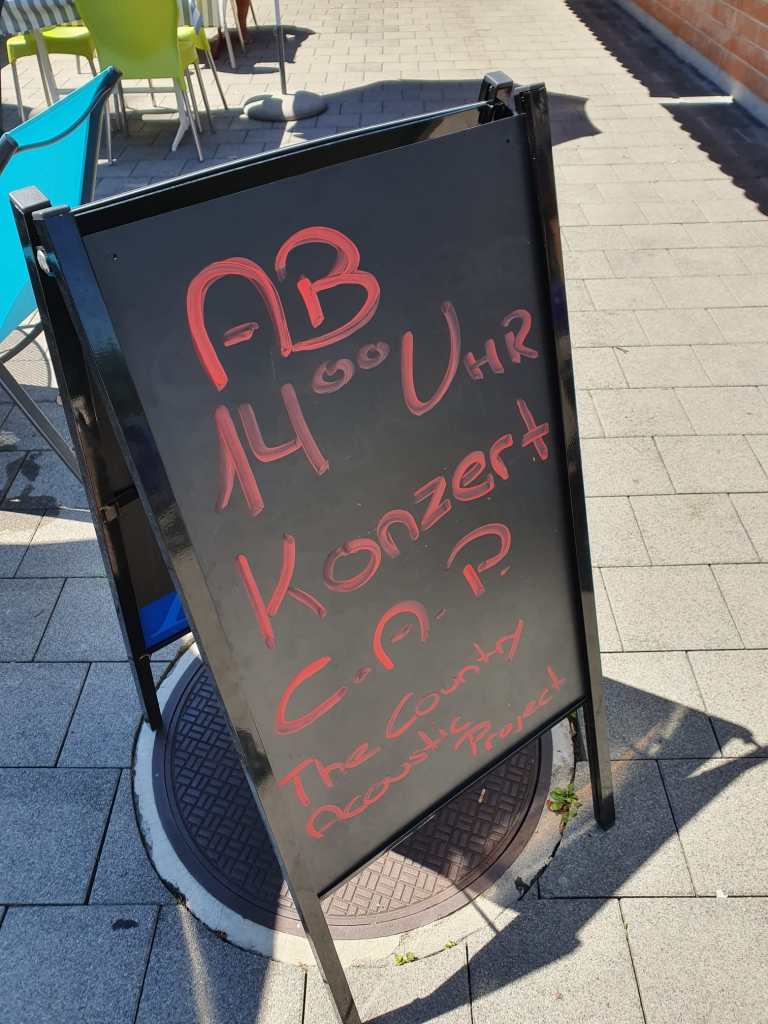 AB
14⁰⁰ UHR
Konzert
C.A.P.
The Country
Acoustic Project